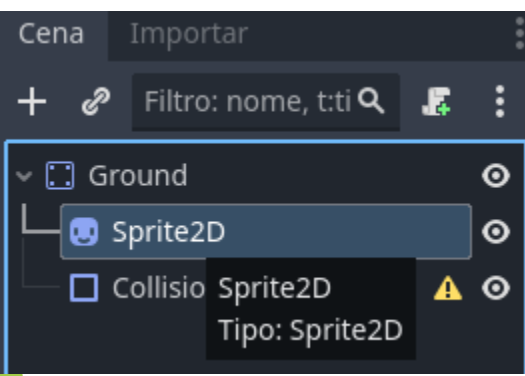 Cena Importar
Filtro: nome, t:ti
Ground
Sprite2D
Collisio
Sprite2D
Tipo: Sprite2D